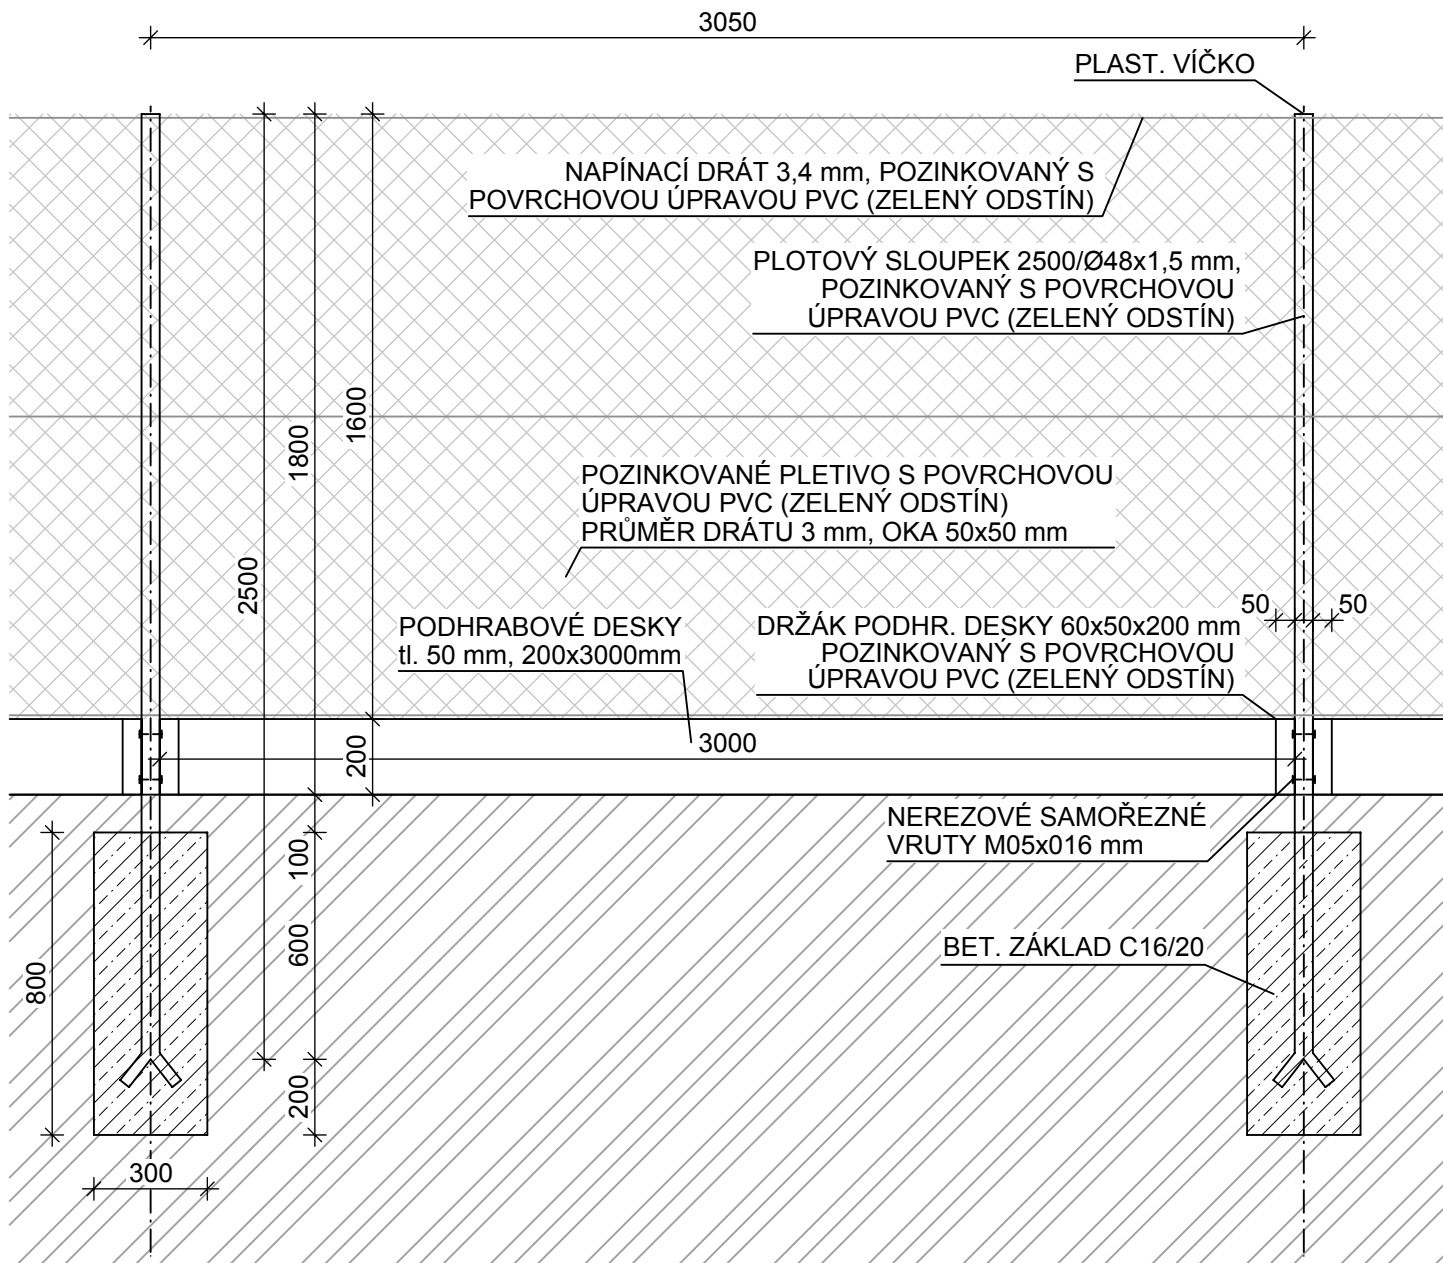 3050
PLAST. VÍČKO
NAPÍNACÍ DRÁT 3,4 mm, POZINKOVANÝ S
POVRCHOVOU ÚPRAVOU PVC (ZELENÝ ODSTÍN)
PLOTOVÝ SLOUPEK 2500/Ø48x1,5 mm,
POZINKOVANÝ S POVRCHOVOU
ÚPRAVOU PVC (ZELENÝ ODSTÍN)
1600
1800
2500
POZINKOVANÉ PLETIVO S POVRCHOVOU
ÚPRAVOU PVC (ZELENÝ ODSTÍN)
PRŮMĚR DRÁTU 3 mm, OKA 50x50 mm
50
50
PODHRABOVÉ DESKY
tl. 50 mm, 200x3000mm
DRŽÁK PODHR. DESKY 60x50x200 mm
POZINKOVANÝ S POVRCHOVOU
ÚPRAVOU PVC (ZELENÝ ODSTÍN)
3000
200
NEREZOVÉ SAMOŘEZNÉ
VRUTY M05x016 mm
100
600
BET. ZÁKLAD C16/20
800
200
300